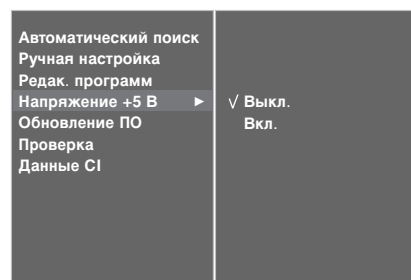 Автоматический поиск
Ручная настройка
Редак. программ
Напряжение +5 В ►
√ Выкл.
Вкл.
Обновление ПО
Проверка
Данные CI